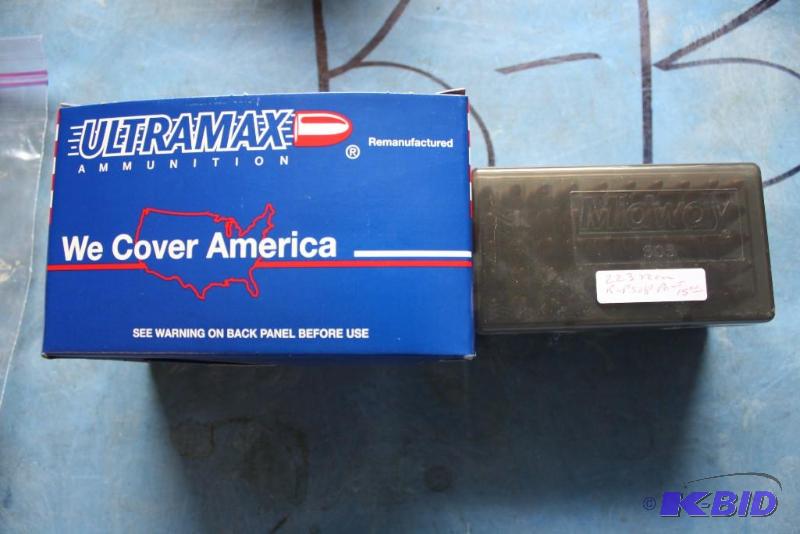 K-B
ULTRAMAX
AMMUNITION
®
Remanufactured
We Cover America
SEE WARNING ON BACK PANEL BEFORE USE
Midway
223 rem
© K-BID